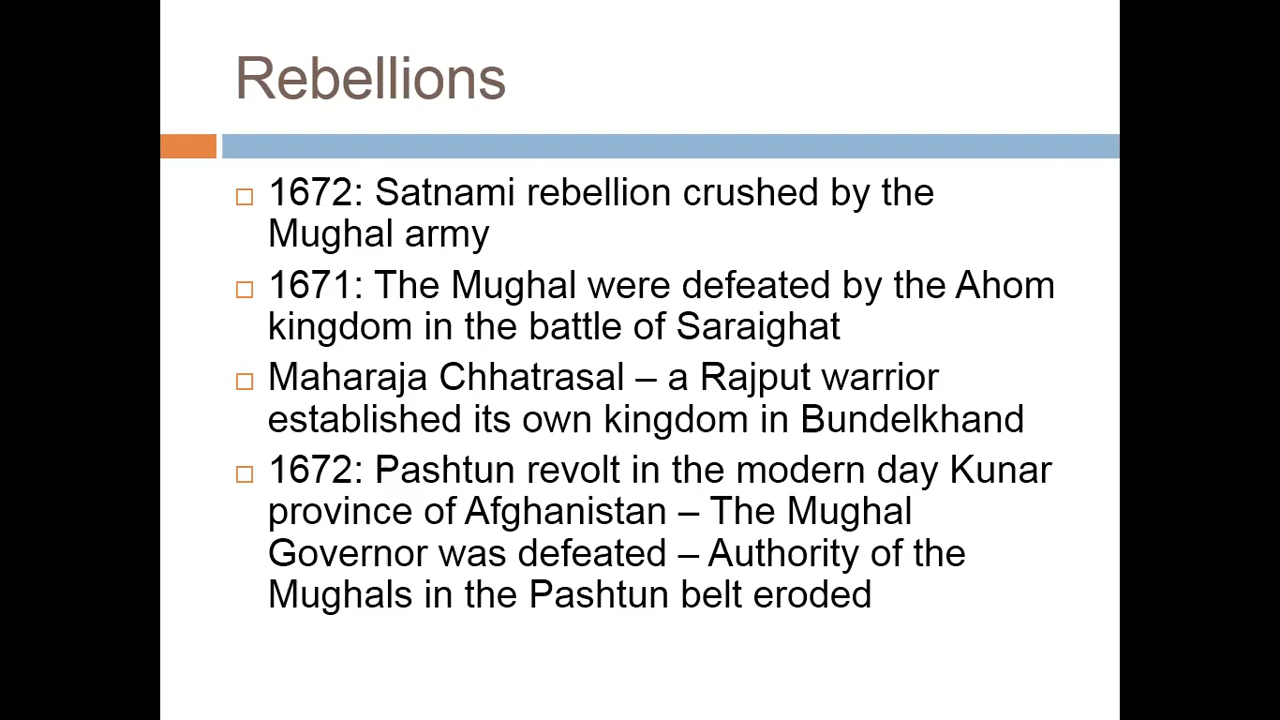 Rebellions
1672: Satnami rebellion crushed by the
Mughal army
1671: The Mughal were defeated by the Ahom
kingdom in the battle of Saraighat
Maharaja Chhatrasal – a Rajput warrior
established its own kingdom in Bundelkhand
1672: Pashtun revolt in the modern day Kunar
province of Afghanistan – The Mughal
Governor was defeated – Authority of the
Mughals in the Pashtun belt eroded